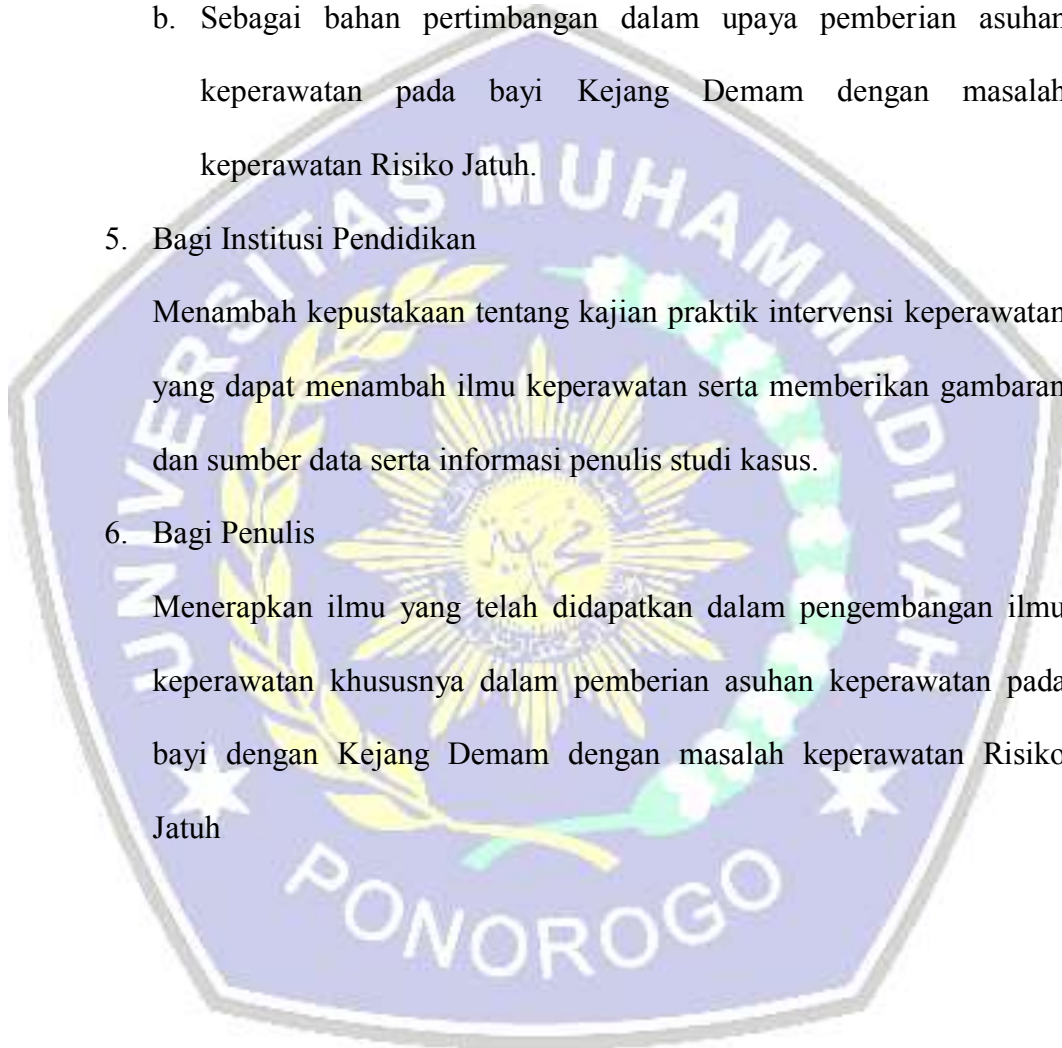 b. Sebagai bahan pertimbangan dalam upaya pemberian asuhan
keperawatan pada bayi Kejang Demam dengan masalah
keperawatan Risiko Jatuh.
5. Bagi Institusi Pendidikan
Menambah kepustakaan tentang kajian praktik intervensi keperawatan
yang dapat menambah ilmu keperawatan serta memberikan gambaran
dan sumber data serta informasi penulis studi kasus.
6. Bagi Penulis
Menerapkan ilmu yang telah didapatkan dalam pengembangan ilmu
keperawatan khususnya dalam pemberian asuhan keperawatan pada
bayi dengan Kejang Demam dengan masalah keperawatan Risiko
Jatuh
UNIVERSITAS MUHAMMADIYAH
PONOROGO